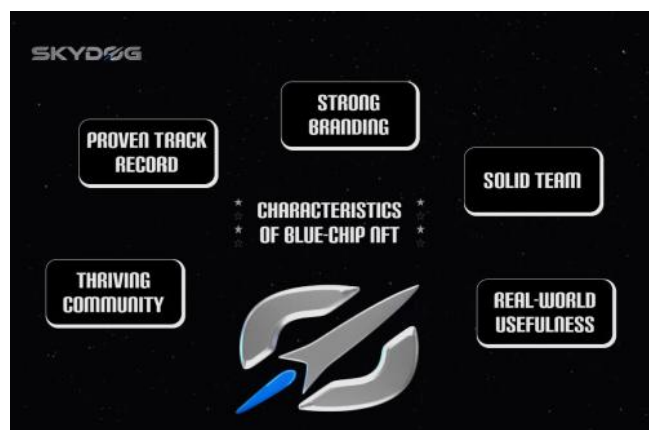 SKYDOG
STRONG
BRANDING
PROVEN TRACK
RECORD
SOLID TEAM
CHARACTERISTICS
OF BLUE-CHIP NFT
THRIVING
COMMUNITY
REAL-WORLD
USEFULNESS